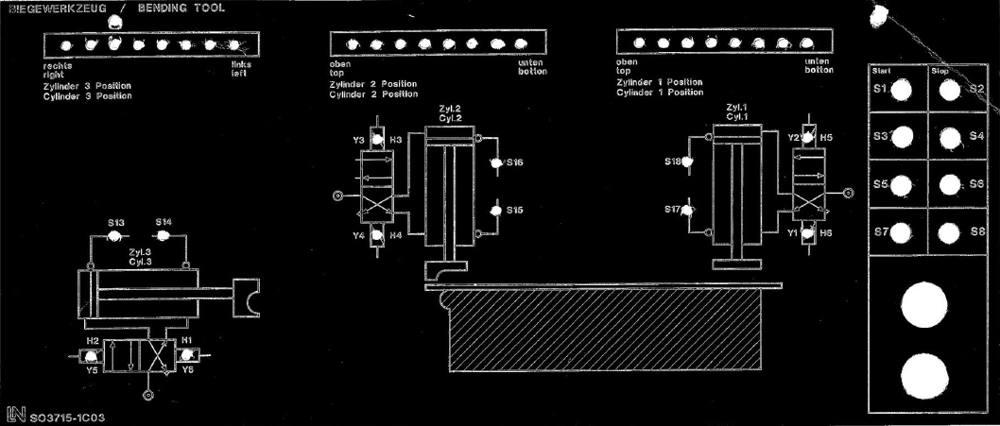 BIEGEWERKZEUG / BENDING TOOL
rechts
right
links
left
Zylinder 3 Position
Cylinder 3 Position
oben
top
unten
botton
Zylinder 2 Position
Cylinder 2 Position
oben
top
unten
botton
Zylinder 1 Position
Cylinder 1 Position
Start
Stop
S1
S2
S3
S4
S5
S6
S7
S8
Zyl.2
Cyl.2
Y3
H3
S16
S15
Y4
H4
Zyl.1
Cyl.1
S18
Y2
H5
S17
Y1
H6
S13
S14
Zyl.3
Cyl.3
H2
H1
Y5
Y6
LN SO3715-1C03